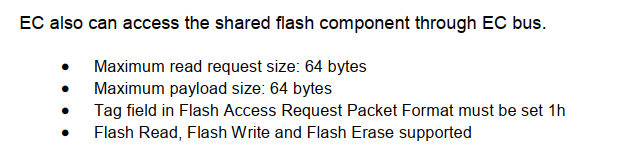 EC also can access the shared flash component through EC bus.
• Maximum read request size: 64 bytes
• Maximum payload size: 64 bytes
• Tag field in Flash Access Request Packet Format must be set 1h
• Flash Read, Flash Write and Flash Erase supported